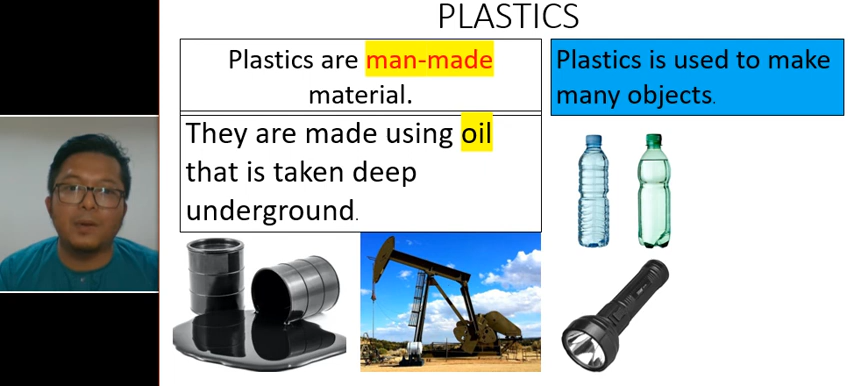 PLASTICS
Plastics are man-made
material.
They are made using oil
that is taken deep
underground.
Plastics is used to make
many objects.